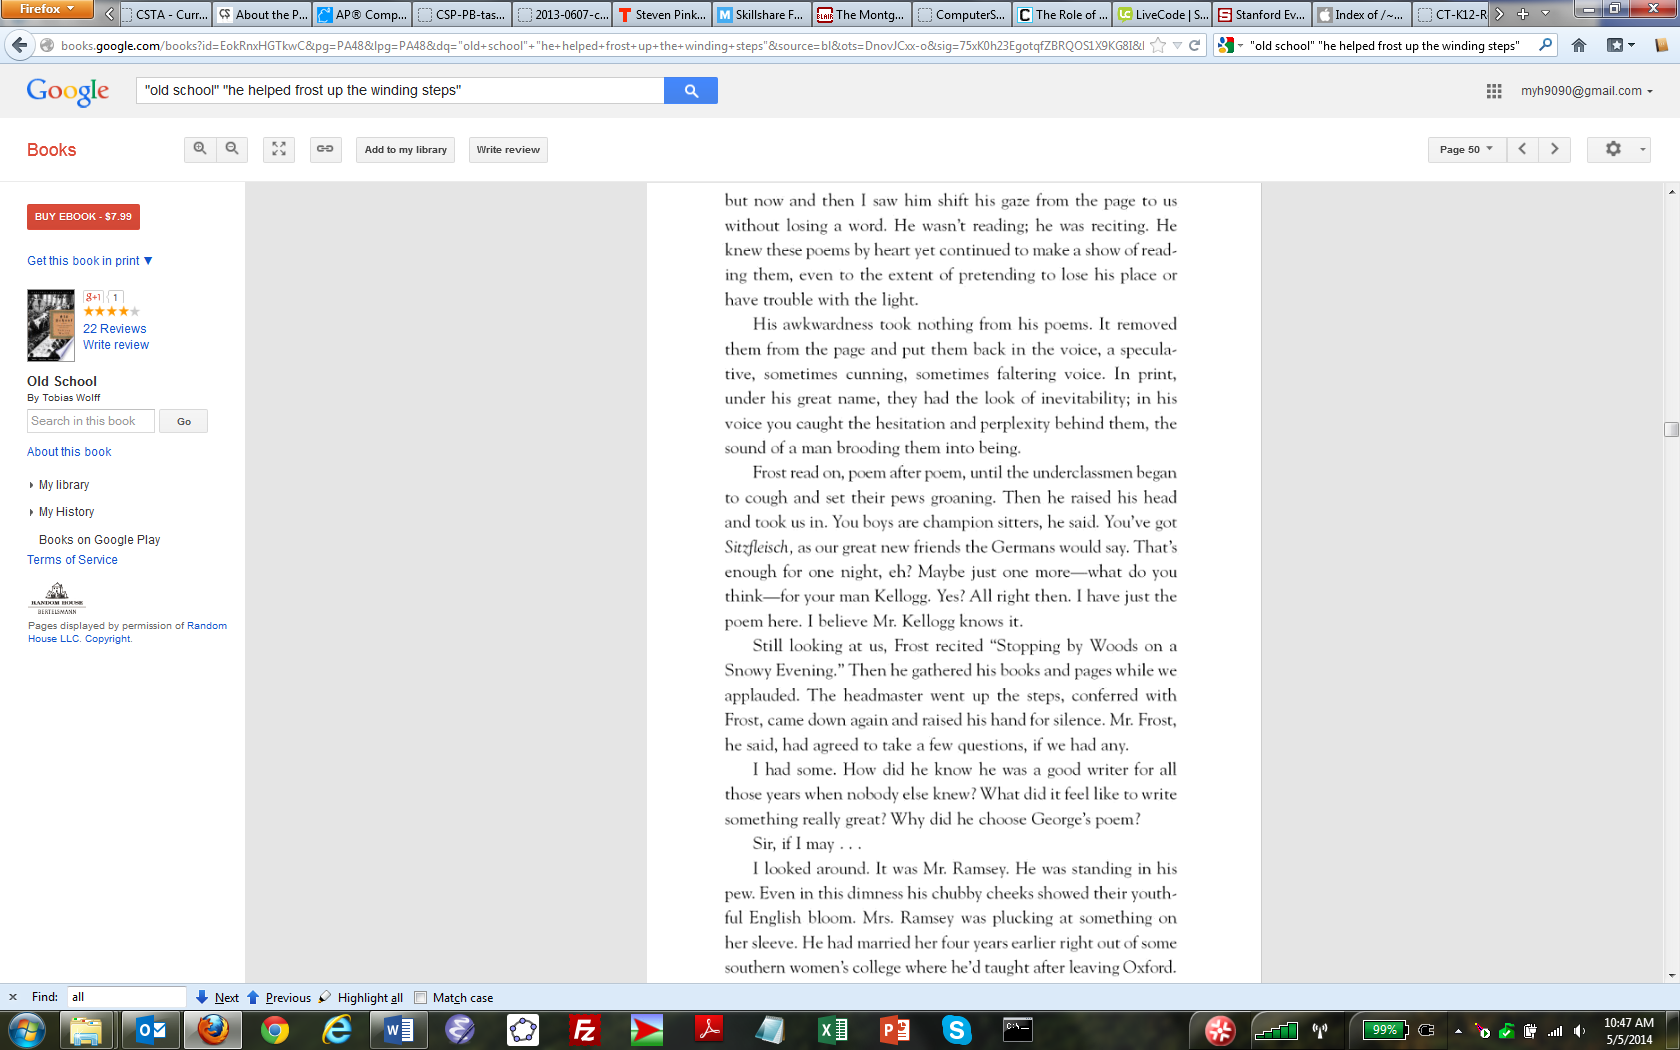 Firefox
CSTA - Curr...
About the P...
AP® Comp...
CSP-PB-tas...
2013-0607-c...
Steven Pink...
Skillshare F...
The Montg...
ComputerS...
The Role of ...
LiveCode | S...
Stanford Ev...
Index of /~...
CT-K12-R
books.google.com/books?id=EokRnxHGTkwC&pg=PA48&lpg=PA48&dq="old+school"+"he+helped+frost+up+the+winding+steps"&source=bl&ots=DnovJCxx-o&sig=75xK0h23EgotqfZBRQOS1X9KG8I&l
"old school" "he helped frost up the winding steps"
Google
"old school" "he helped frost up the winding steps"
myh9090@gmail.com
Books
Add to my library
Write review
Page 50
BUY EBOOK - $7.99
Get this book in print ▼
g+1 1
22 Reviews
Write review
Old School
By Tobias Wolff
Search in this book
Go
About this book
My library
My History
Books on Google Play
Terms of Service
RANDOM HOUSE
BERTELSMANN
Pages displayed by permission of Random
House LLC. Copyright.
but now and then I saw him shift his gaze from the page to us
without losing a word. He wasn't reading; he was reciting. He
knew these poems by heart yet continued to make a show of read-
ing them, even to the extent of pretending to lose his place or
have trouble with the light.
His awkwardness took nothing from his poems. It removed
them from the page and put them back in the voice, a specula-
tive, sometimes cunning, sometimes faltering voice. In print,
under his great name, they had the look of inevitability; in his
voice you caught the hesitation and perplexity behind them, the
sound of a man brooding them into being.
Frost read on, poem after poem, until the underclassmen began
to cough and set their pews groaning. Then he raised his head
and took us in. You boys are champion sitters, he said. You've got
Sitzfleisch, as our great new friends the Germans would say. That's
enough for one night, eh? Maybe just one more—what do you
think—for your man Kellogg. Yes? All right then. I have just the
poem here. I believe Mr. Kellogg knows it.
Still looking at us, Frost recited "Stopping by Woods on a
Snowy Evening." Then he gathered his books and pages while we
applauded. The headmaster went up the steps, conferred with
Frost, came down again and raised his hand for silence. Mr. Frost,
he said, had agreed to take a few questions, if we had any.
I had some. How did he know he was a good writer for all
those years when nobody else knew? What did it feel like to write
something really great? Why did he choose George's poem?
Sir, if I may . . .
I looked around. It was Mr. Ramsey. He was standing in his
pew. Even in this dimness his chubby cheeks showed their youth-
ful English bloom. Mrs. Ramsey was plucking at something on
her sleeve. He had married her four years earlier right out of some
southern women's college where he'd taught after leaving Oxford.
Find: all
Next
Previous
Highlight all
Match case
99%
10:47 AM
5/5/2014